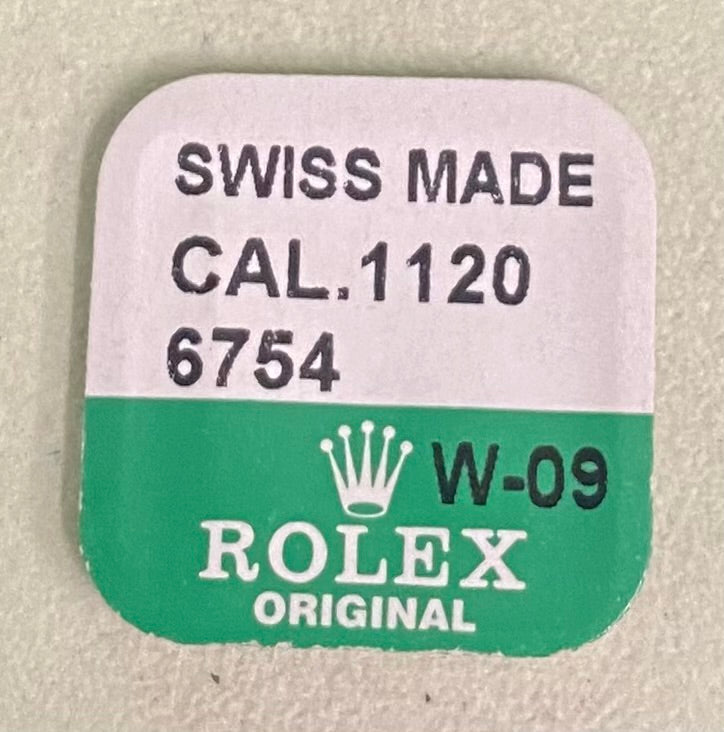 SWISS MADE
CAL.1120
6754
W-09
ROLEX
ORIGINAL